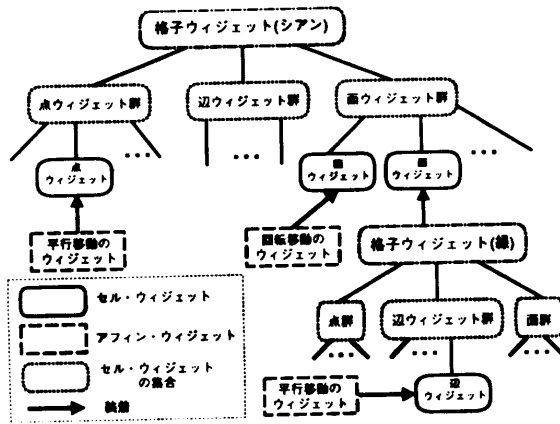 格子ウィジェット(シアン)
点ウィジェット群
辺ウィジェット群
面ウィジェット群
点
ウィジェット
面
ウィジェット
面
ウィジェット
平行移動の
ウィジェット
回転移動の
ウィジェット
格子ウィジェット(緑)
セル・ウィジェット
アフィン・ウィジェット
セル・ウィジェット
の集合
装着
点群
辺ウィジェット群
面群
平行移動の
ウィジェット
辺
ウィジェット